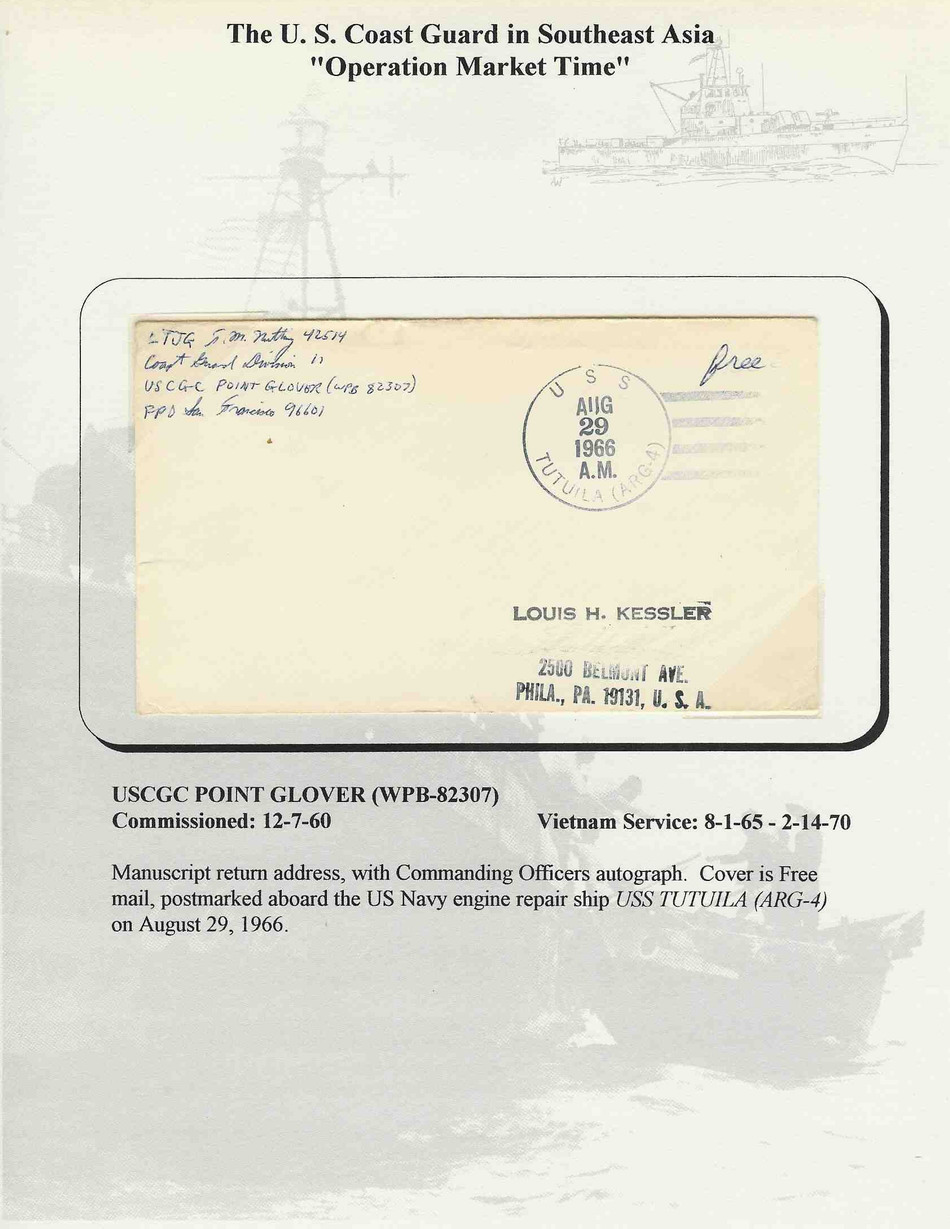 The U. S. Coast Guard in Southeast Asia
"Operation Market Time"
LTJG T. M. Nutting 42514
Coast Guard Division 11
USCGC POINT GLOVER (WPB 82307)
FPO San Francisco 96601
free
U S S
AUG
29
1966
A.M.
TUTUILA (ARG-4)
LOUIS H. KESSLER
2500 BELMONT AVE.
PHILA., PA. 19131, U. S. A.
USCGC POINT GLOVER (WPB-82307)
Commissioned: 12-7-60 Vietnam Service: 8-1-65 - 2-14-70
Manuscript return address, with Commanding Officers autograph. Cover is Free
mail, postmarked aboard the US Navy engine repair ship USS TUTUILA (ARG-4)
on August 29, 1966.